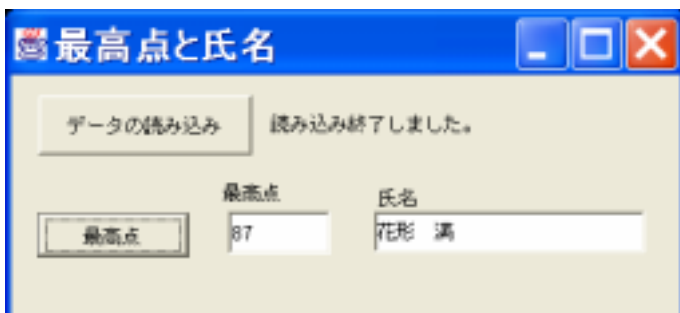 最高点と氏名
データの読み込み 読み込み終了しました。
最高点 氏名
最高点 87 花形 満